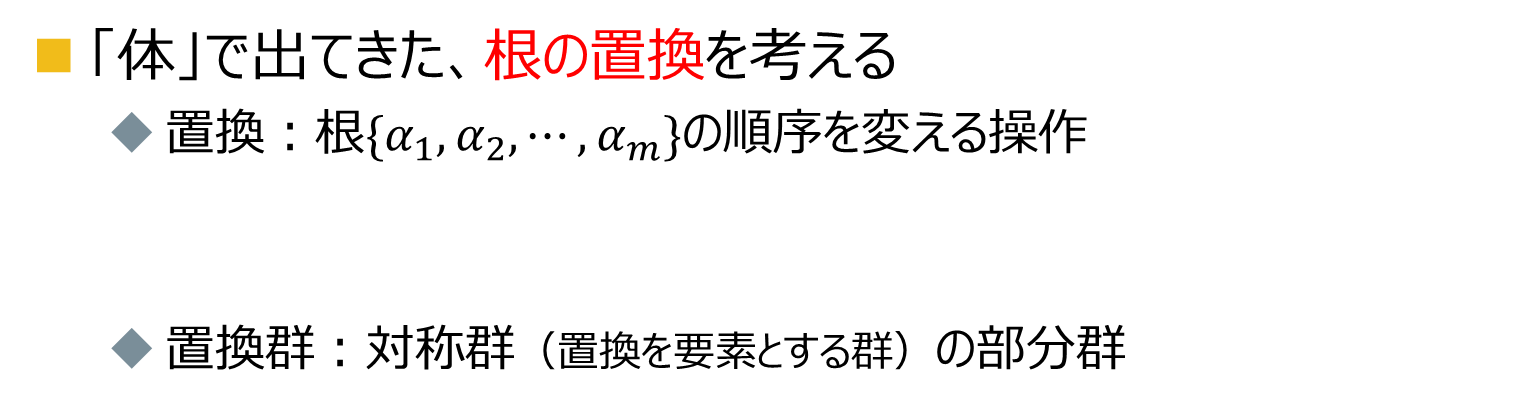 ■「体」で出てきた、根の置換を考える
◆ 置換：根{𝛼₁, 𝛼₂, ⋯ , 𝛼ₘ}の順序を変える操作
◆ 置換群：対称群（置換を要素とする群）の部分群